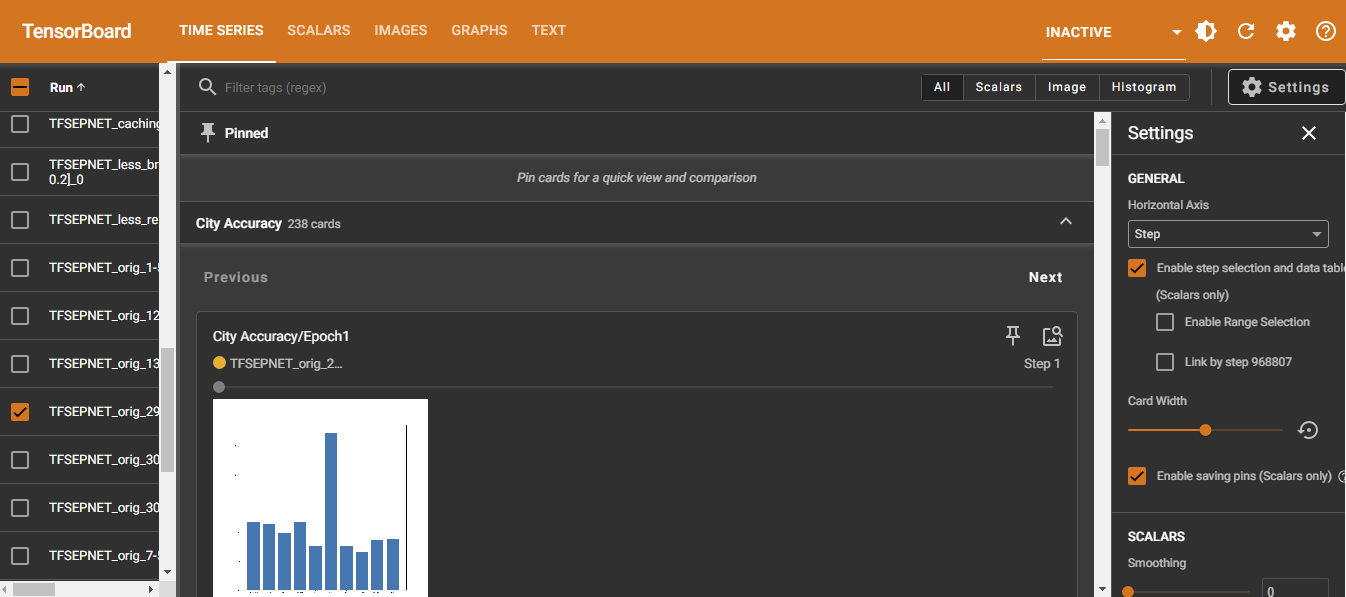 TensorBoard
TIME SERIES SCALARS IMAGES GRAPHS TEXT
INACTIVE
Run
TFSEPNET_caching
TFSEPNET_less_br
0.2]_0
TFSEPNET_less_re
TFSEPNET_orig_1-5
TFSEPNET_orig_12
TFSEPNET_orig_13
TFSEPNET_orig_29
TFSEPNET_orig_30
TFSEPNET_orig_30
TFSEPNET_orig_7-5
Filter tags (regex)
All Scalars Image Histogram
Settings
Pinned
Pin cards for a quick view and comparison
City Accuracy 238 cards
Previous Next
City Accuracy/Epoch1
TFSEPNET_orig_2... Step 1
Settings
GENERAL
Horizontal Axis
Step
Enable step selection and data table
(Scalars only)
Enable Range Selection
Link by step 968807
Card Width
Enable saving pins (Scalars only)
SCALARS
Smoothing
0